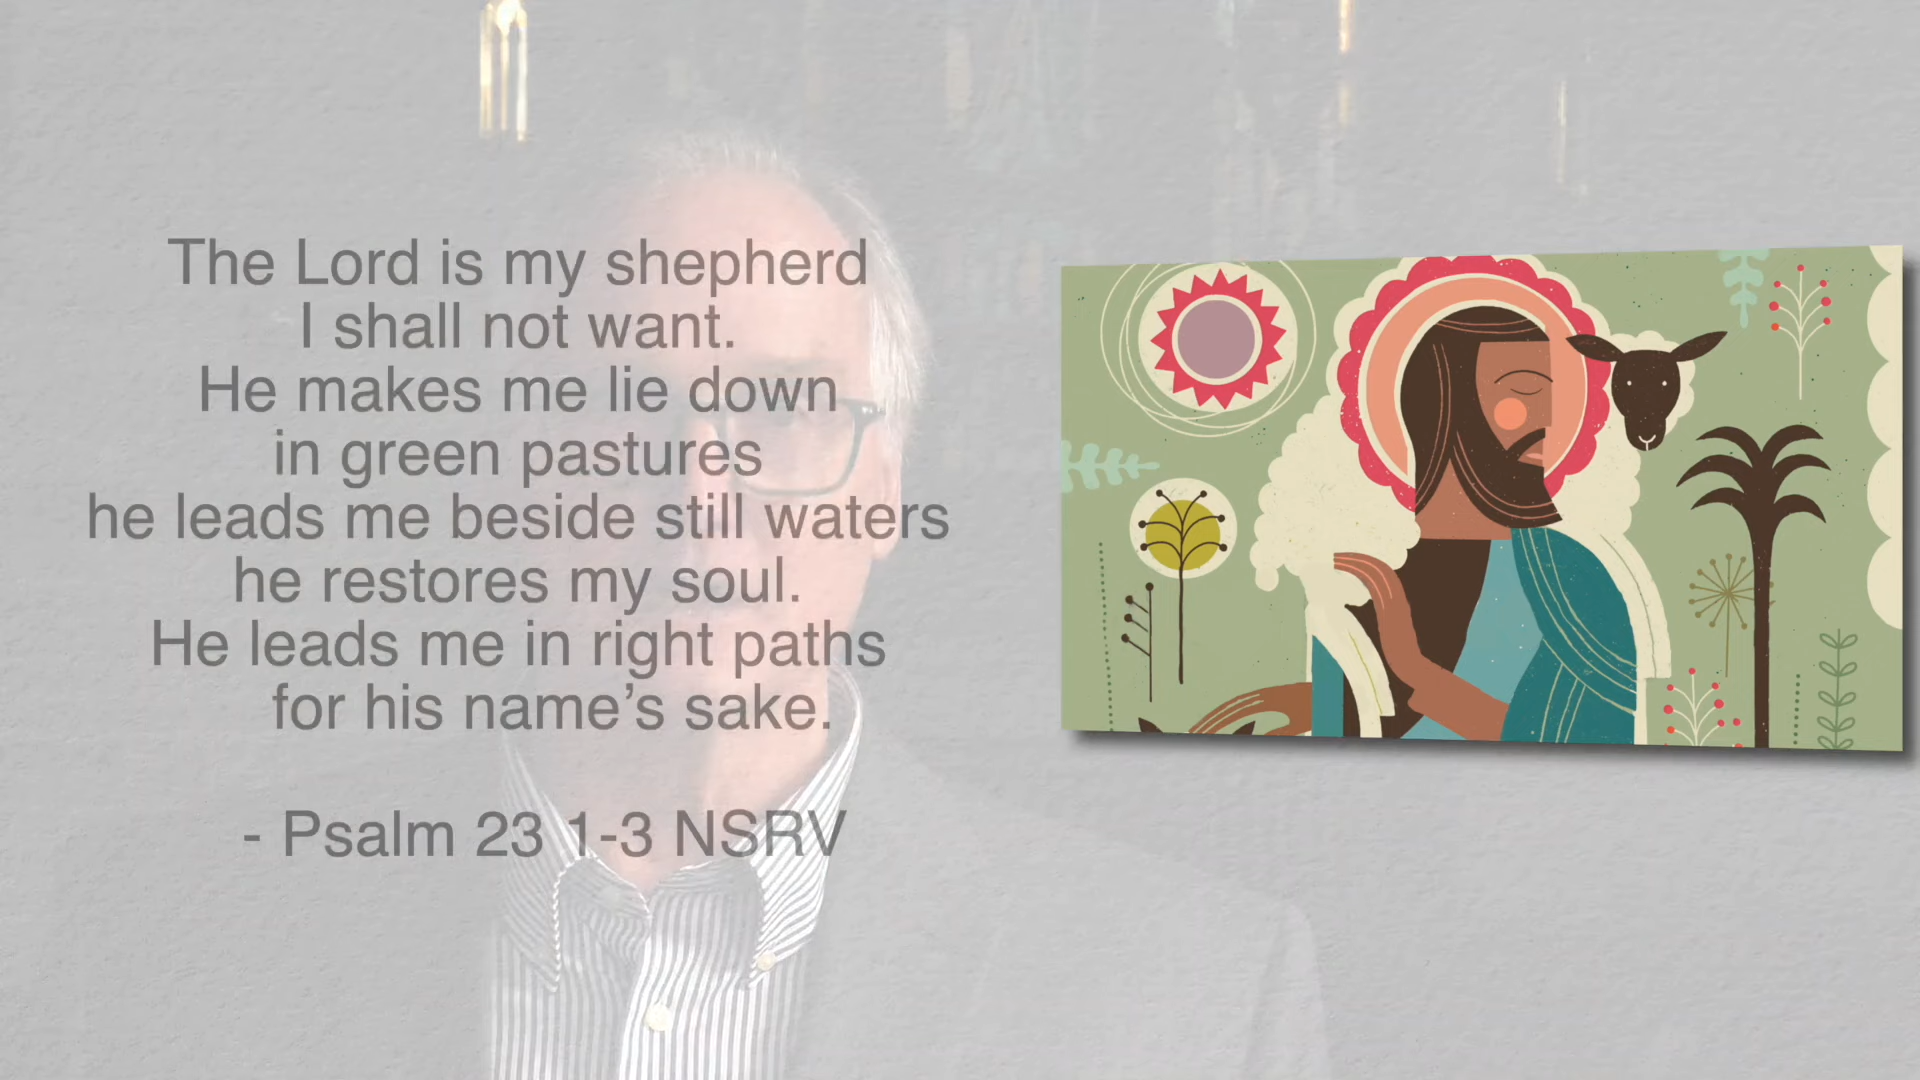 The Lord is my shepherd
I shall not want.
He makes me lie down
in green pastures
he leads me beside still waters
he restores my soul.
He leads me in right paths
for his name’s sake.
- Psalm 23 1-3 NSRV